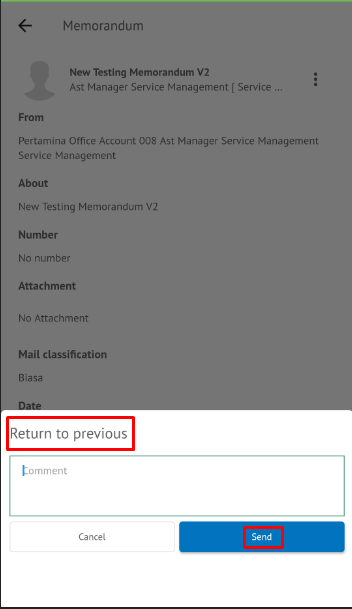 Memorandum
New Testing Memorandum V2
Ast Manager Service Management [ Service ...
From
Pertamina Office Account 008 Ast Manager Service Management
Service Management
About
New Testing Memorandum V2
Number
No number
Attachment
No Attachment
Mail classification
Biasa
Date
Return to previous
Comment
Cancel
Send